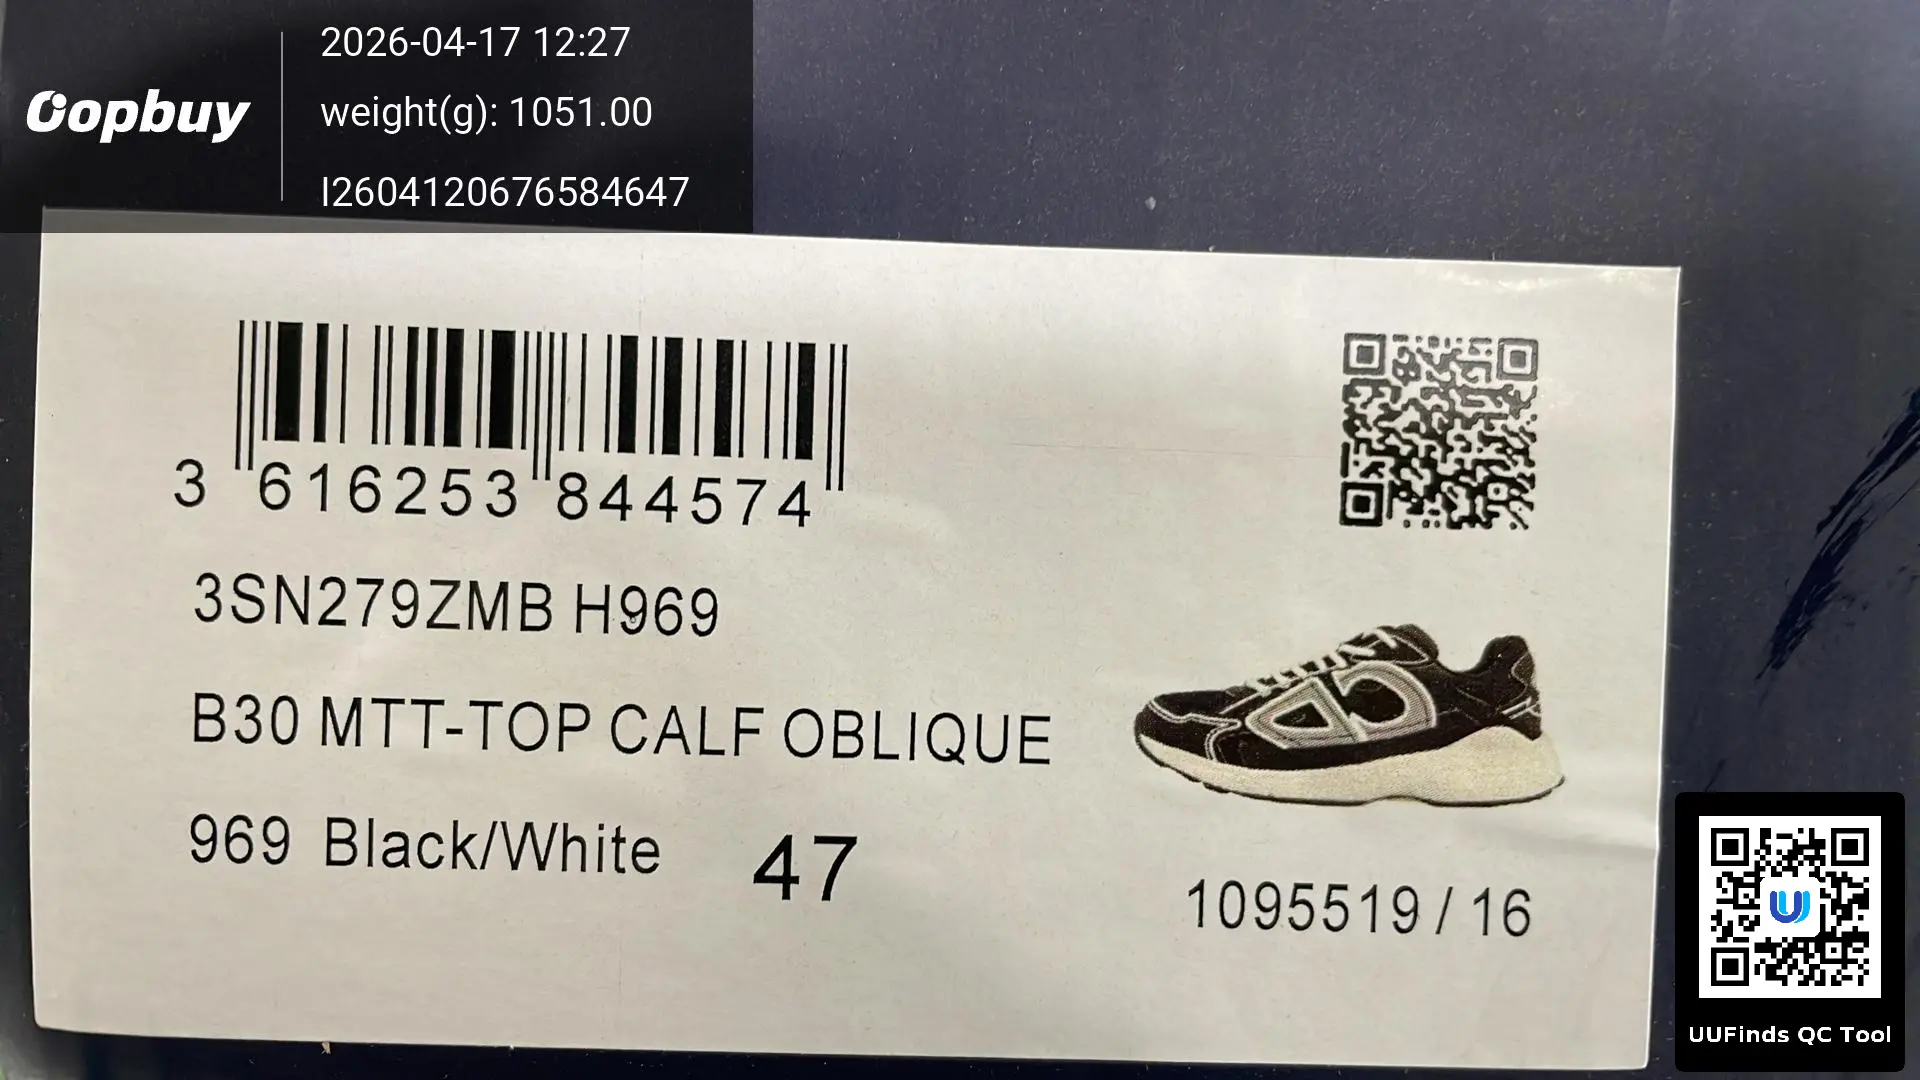 Oopbuy
2026-04-17 12:27
weight(g): 1051.00
I2604120676584647
3 616253 844574
3SN279ZMB H969
B30 MTT-TOP CALF OBLIQUE
969 Black/White 47
1095519 / 16
UUFinds QC Tool